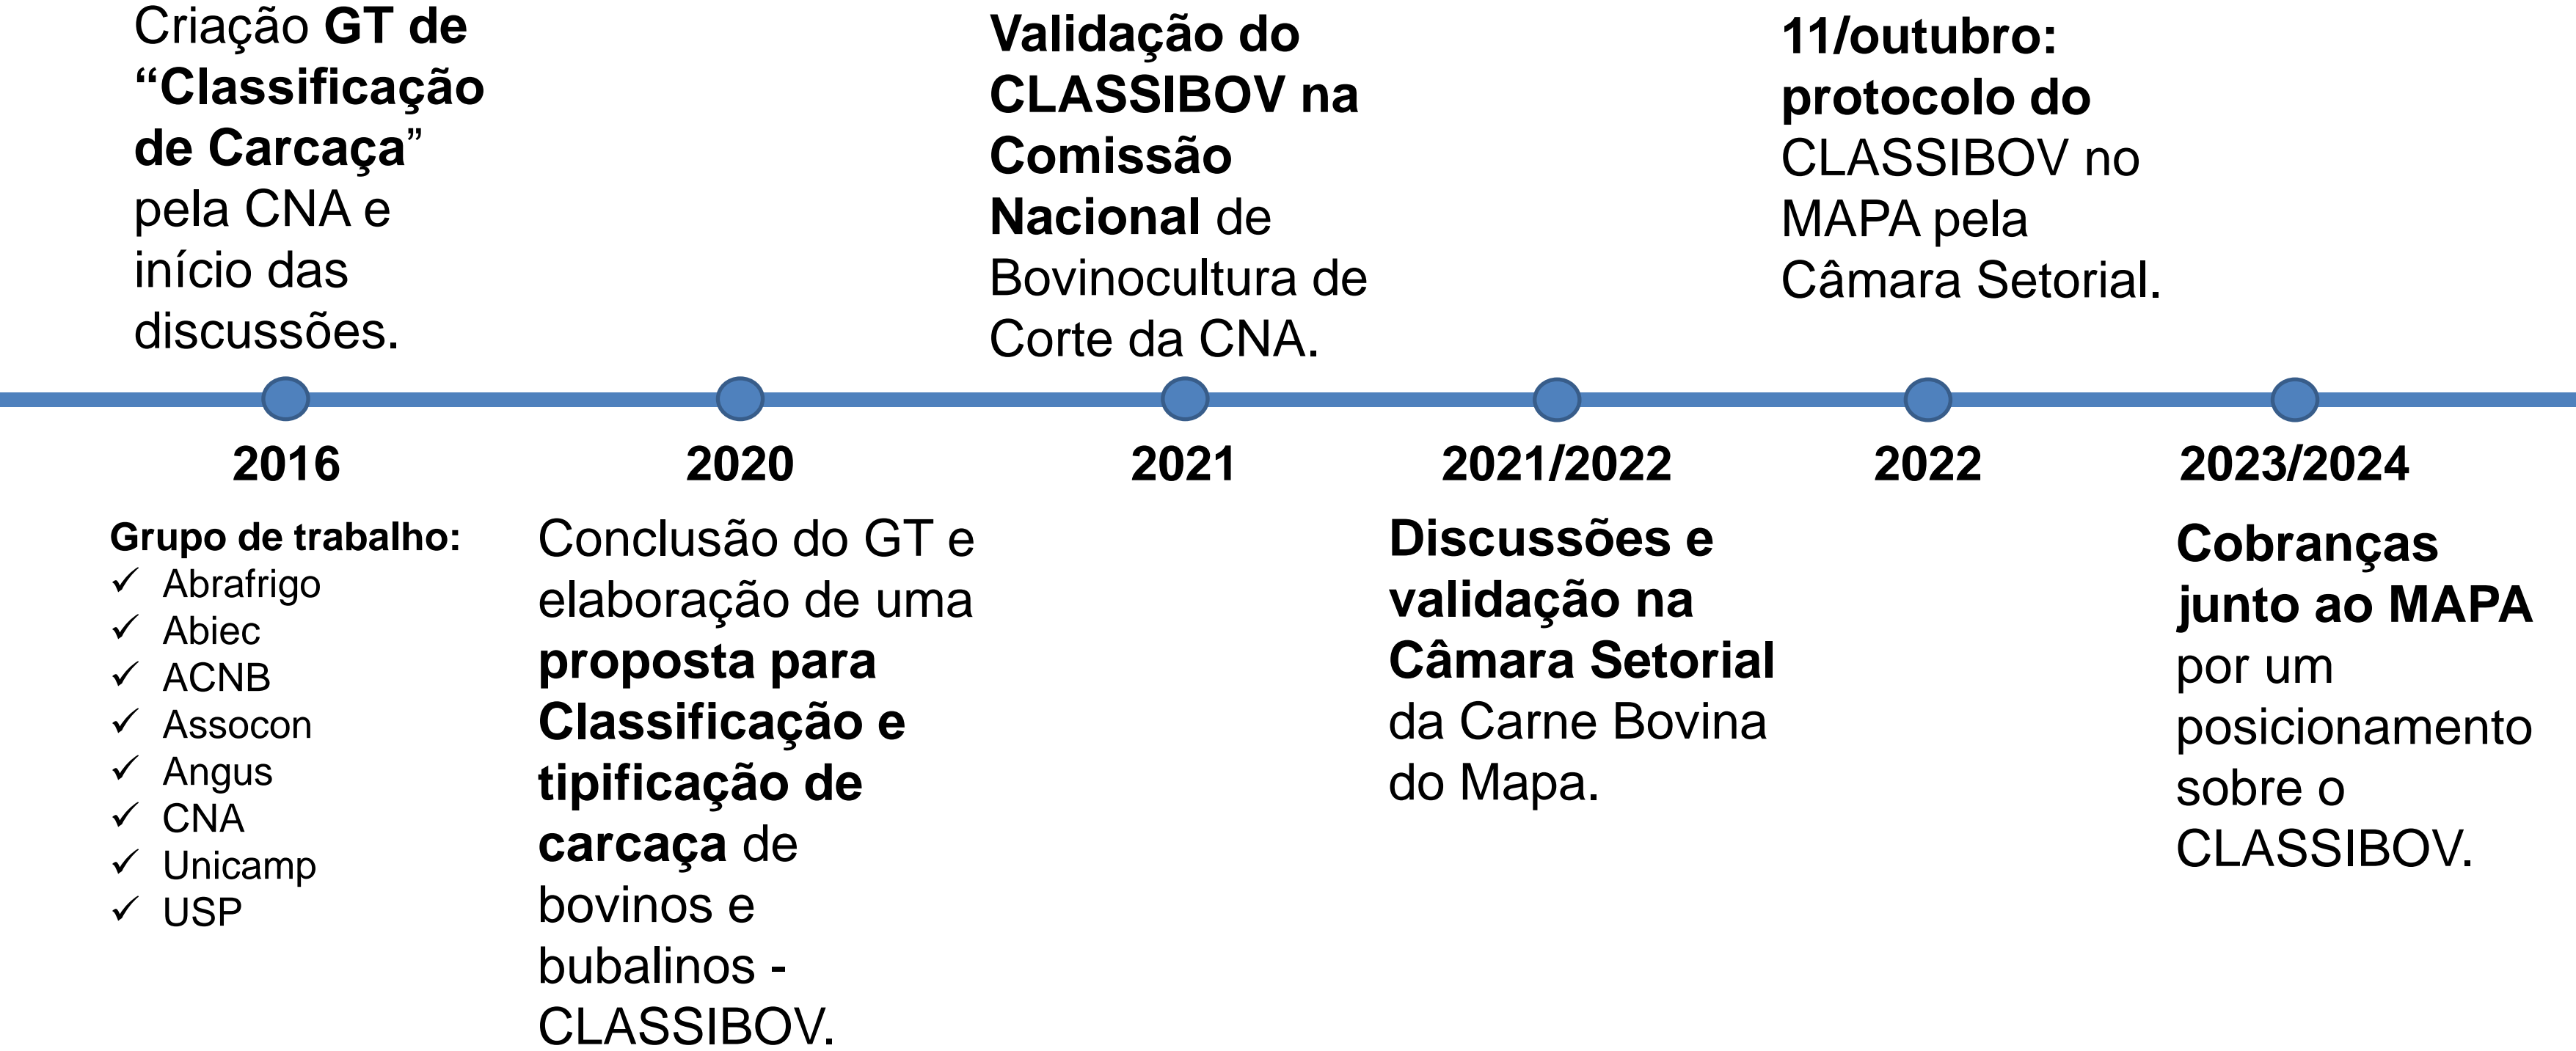 Criação GT de
“Classificação
de Carcaça”
pela CNA e
início das
discussões.
Validação do
CLASSIBOV na
Comissão
Nacional de
Bovinocultura de
Corte da CNA.
11/outubro:
protocolo do
CLASSIBOV no
MAPA pela
Câmara Setorial.
2016
2020
2021
2021/2022
2022
2023/2024
Grupo de trabalho:
✓ Abrafrigo
✓ Abiec
✓ ACNB
✓ Assocon
✓ Angus
✓ CNA
✓ Unicamp
✓ USP
Conclusão do GT e
elaboração de uma
proposta para
Classificação e
tipificação de
carcaça de
bovinos e
bubalinos -
CLASSIBOV.
Discussões e
validação na
Câmara Setorial
da Carne Bovina
do Mapa.
Cobranças
junto ao MAPA
por um
posicionamento
sobre o
CLASSIBOV.